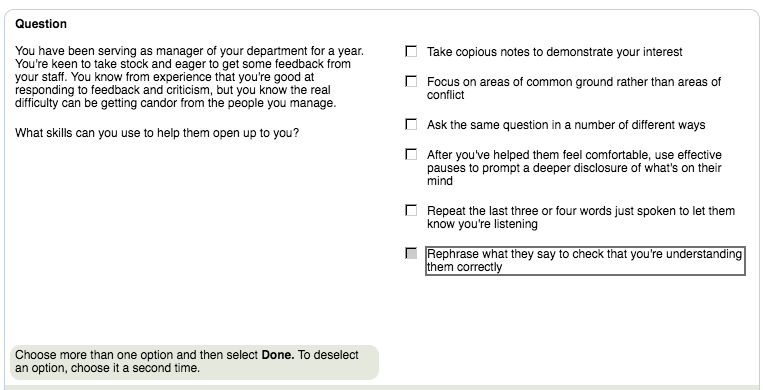 Question
You have been serving as manager of your department for a year.
You're keen to take stock and eager to get some feedback from
your staff. You know from experience that you're good at
responding to feedback and criticism, but you know the real
difficulty can be getting candor from the people you manage.
What skills can you use to help them open up to you?
Take copious notes to demonstrate your interest
Focus on areas of common ground rather than areas of
conflict
Ask the same question in a number of different ways
After you've helped them feel comfortable, use effective
pauses to prompt a deeper disclosure of what's on their
mind
Repeat the last three or four words just spoken to let them
know you're listening
Rephrase what they say to check that you're understanding
them correctly
Choose more than one option and then select Done. To deselect
an option, choose it a second time.